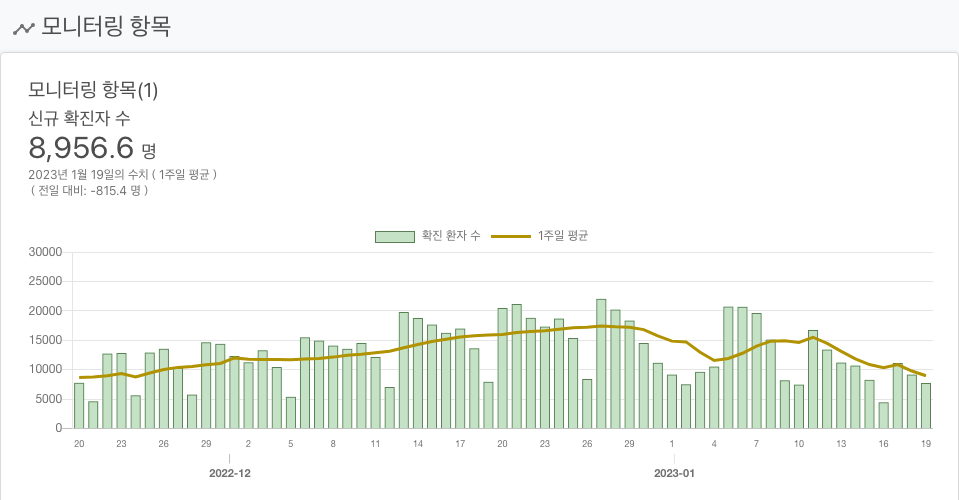 모니터링 항목
모니터링 항목(1)
신규 확진자 수
8,956.6 명
2023년 1월 19일의 수치 ( 1주일 평균 )
( 전일 대비: -815.4 명 )
확진 환자 수 1주일 평균
30000
25000
20000
15000
10000
5000
0
20 23 26 29 2 5 8 11 14 17 20 23 26 29 1 4 7 10 13 16 19
2022-12 2023-01